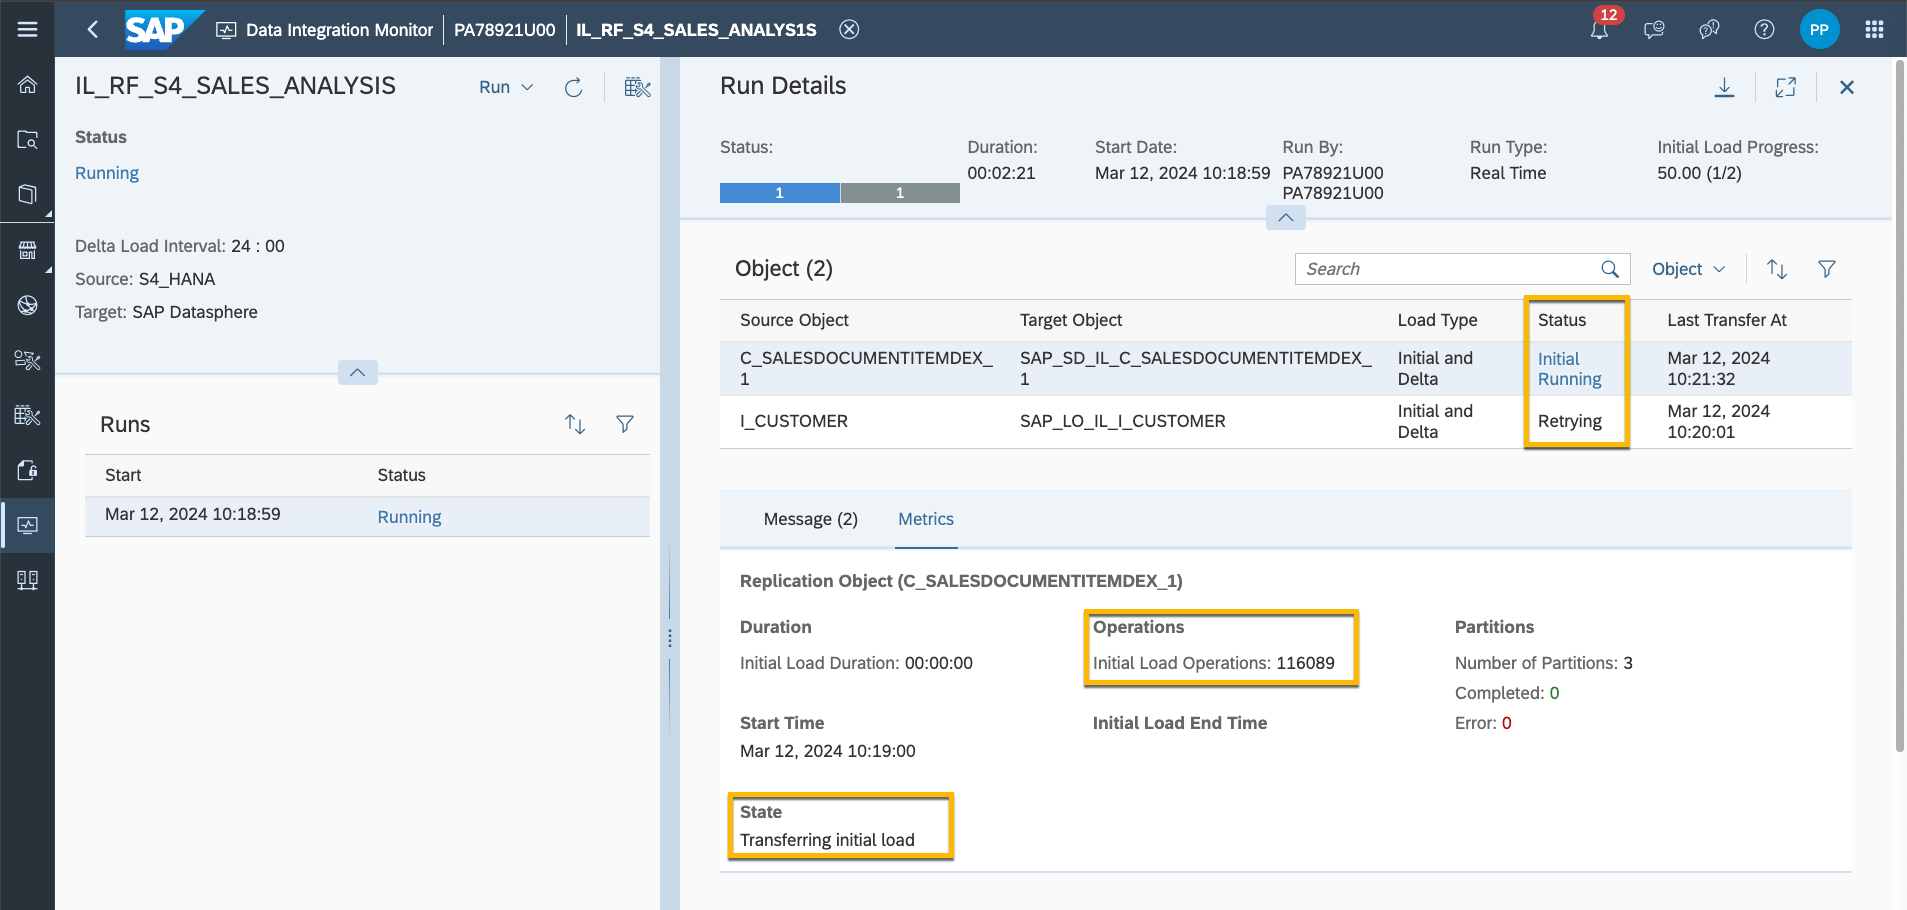 SAP
Data Integration Monitor
PA78921U00
IL_RF_S4_SALES_ANALYS1S
12
PP
IL_RF_S4_SALES_ANALYSIS
Run
Status
Running
Delta Load Interval: 24 : 00
Source: S4_HANA
Target: SAP Datasphere
Runs
Start Status
Mar 12, 2024 10:18:59 Running
Run Details
Status:
1 1
Duration:
00:02:21
Start Date:
Mar 12, 2024 10:18:59
Run By:
PA78921U00
PA78921U00
Run Type:
Real Time
Initial Load Progress:
50.00 (1/2)
Object (2)
Search
Object
Source Object Target Object Load Type Status Last Transfer At
C_SALESDOCUMENTITEMDEX_ SAP_SD_IL_C_SALESDOCUMENTITEMDEX_ Initial and Initial Mar 12, 2024
1 1 Delta Running 10:21:32
I_CUSTOMER SAP_LO_IL_I_CUSTOMER Initial and Retrying Mar 12, 2024
Delta 10:20:01
Message (2) Metrics
Replication Object (C_SALESDOCUMENTITEMDEX_1)
Duration
Initial Load Duration: 00:00:00
Operations
Initial Load Operations: 116089
Partitions
Number of Partitions: 3
Completed: 0
Error: 0
Start Time
Mar 12, 2024 10:19:00
Initial Load End Time
State
Transferring initial load